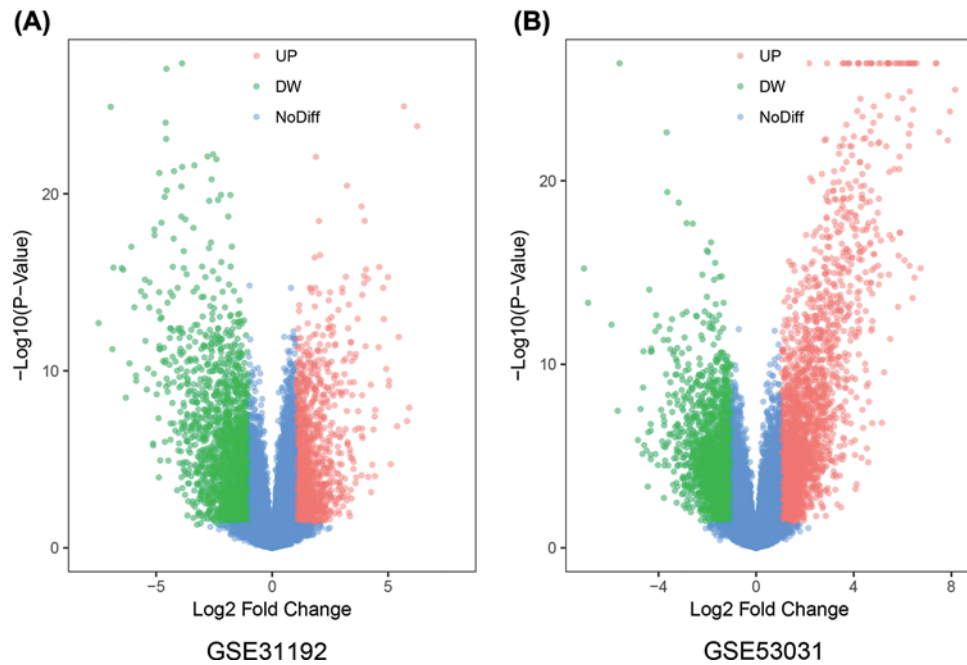 (A)
UP
DW
NoDiff
−Log10(P−Value)
20
10
0
−5
0
5
Log2 Fold Change
GSE31192
(B)
UP
DW
NoDiff
−Log10(P−Value)
20
10
0
−4
0
4
8
Log2 Fold Change
GSE53031